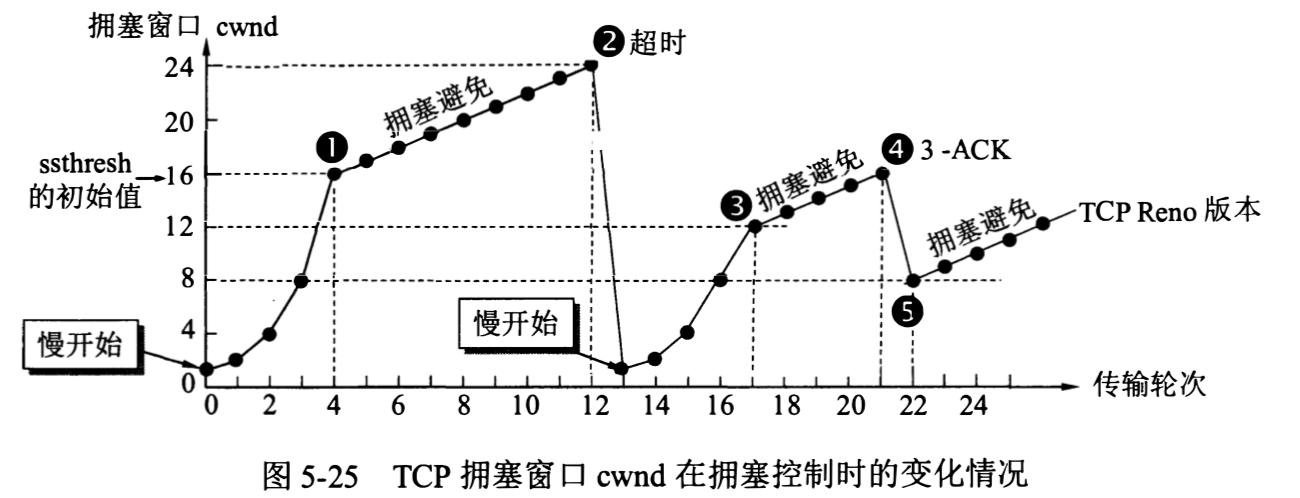 拥塞窗口 cwnd
24
20
ssthresh
的初始值
16
12
8
4
0
慢开始
❶
拥塞避免
❷超时
慢开始
❸
拥塞避免
❹ 3 -ACK
❺
拥塞避免
TCP Reno 版本
0 2 4 6 8 10 12 14 16 18 20 22 24
传输轮次
图 5-25 TCP 拥塞窗口 cwnd 在拥塞控制时的变化情况